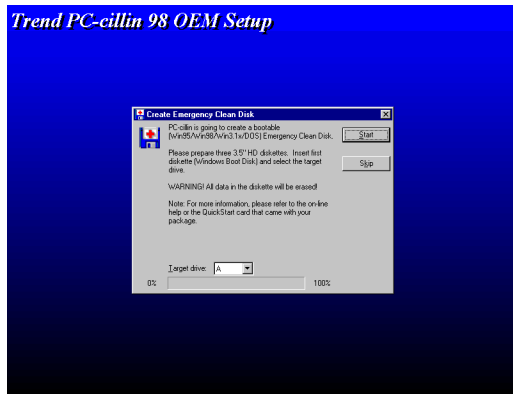 Trend PC-cillin 98 OEM Setup
Create Emergency Clean Disk
PC-cillin is going to create a bootable
(Win95/Win98/Win3.1x/DOS) Emergency Clean Disk.
Start
Please prepare three 3.5" HD diskettes. Insert first
diskette (Windows Boot Disk) and select the target
drive.
Skip
WARNING! All data in the diskette will be erased!
Note: For more information, please refer to the on-line
help or the QuickStart card that came with your
package.
Target drive: A
0% 100%